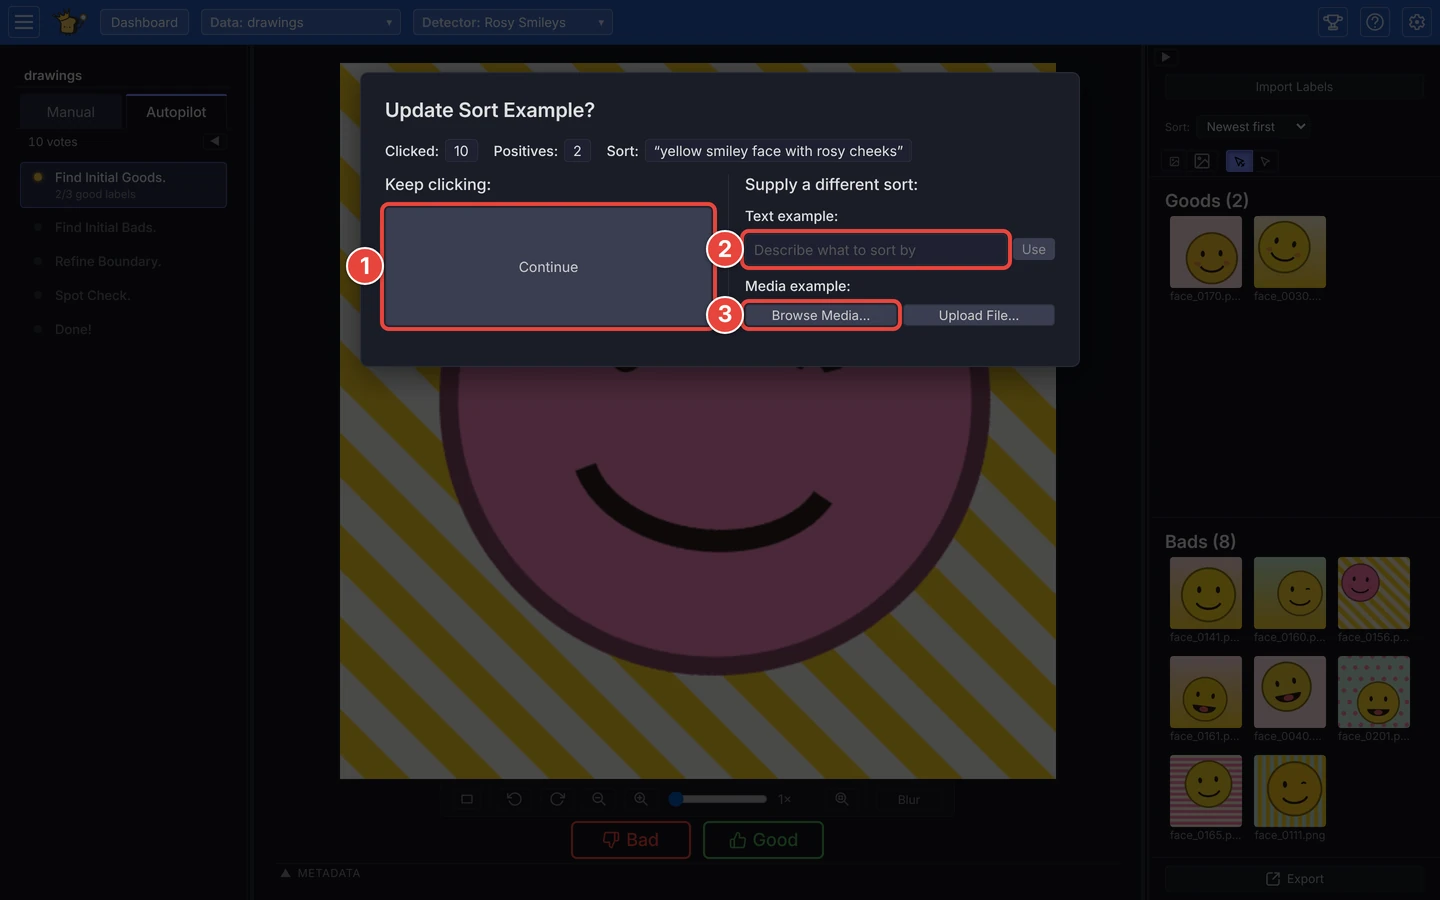 Dashboard
Data: drawings
Detector: Rosy Smileys
drawings
Manual
Autopilot
10 votes
Find Initial Goods.
2/3 good labels
Find Initial Bads.
Refine Boundary.
Spot Check.
Done!
Update Sort Example?
Clicked: 10 Positives: 2 Sort: “yellow smiley face with rosy cheeks”
Keep clicking:
1
Continue
Supply a different sort:
Text example:
2
Describe what to sort by
Use
Media example:
3
Browse Media...
Upload File...
1×
Blur
Bad
Good
METADATA
Import Labels
Sort: Newest first
Goods (2)
face_0170.p...
face_0030....
Bads (8)
face_0141.p...
face_0160.p...
face_0156.p...
face_0161.p...
face_0040....
face_0201.p...
face_0165.p...
face_0111.png
Export